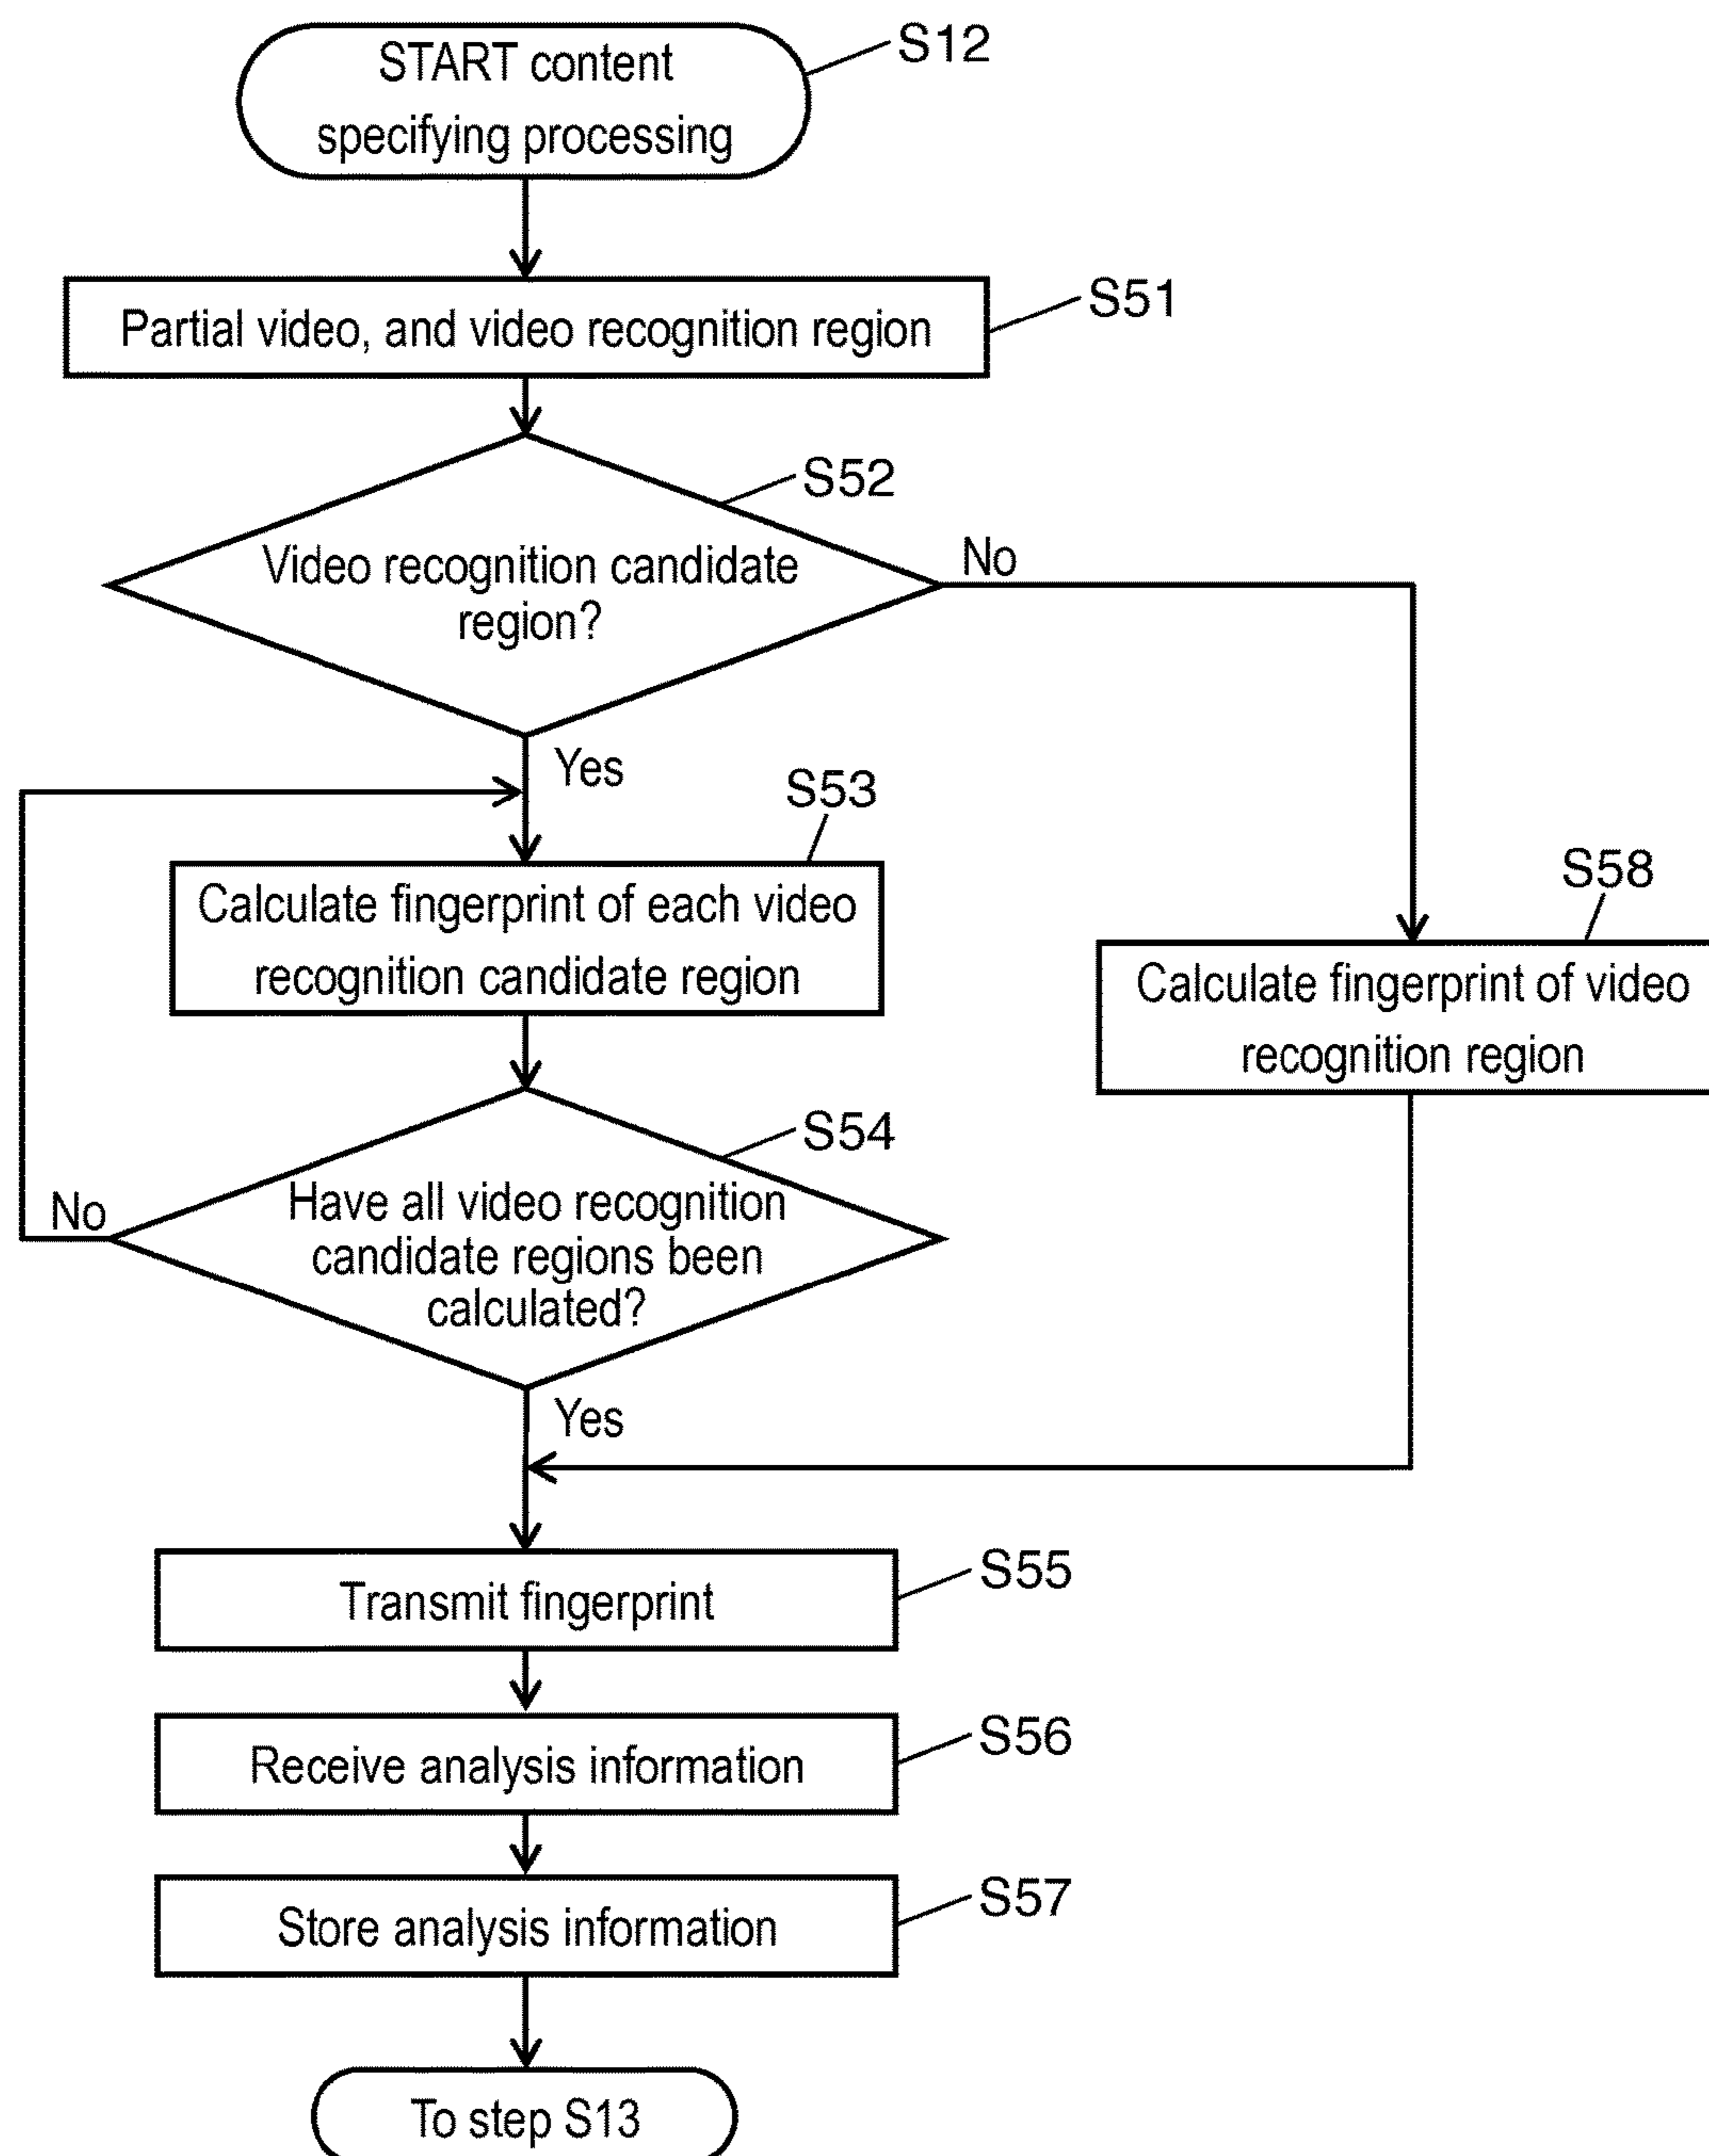 START content
specifying processing
S12
Partial video, and video recognition region
S51
S52
Video recognition candidate
region?
No
Yes
S53
Calculate fingerprint of each video
recognition candidate region
S58
Calculate fingerprint of video
recognition region
S54
Have all video recognition
candidate regions been
calculated?
No
Yes
Transmit fingerprint
S55
Receive analysis information
S56
Store analysis information
S57
To step S13